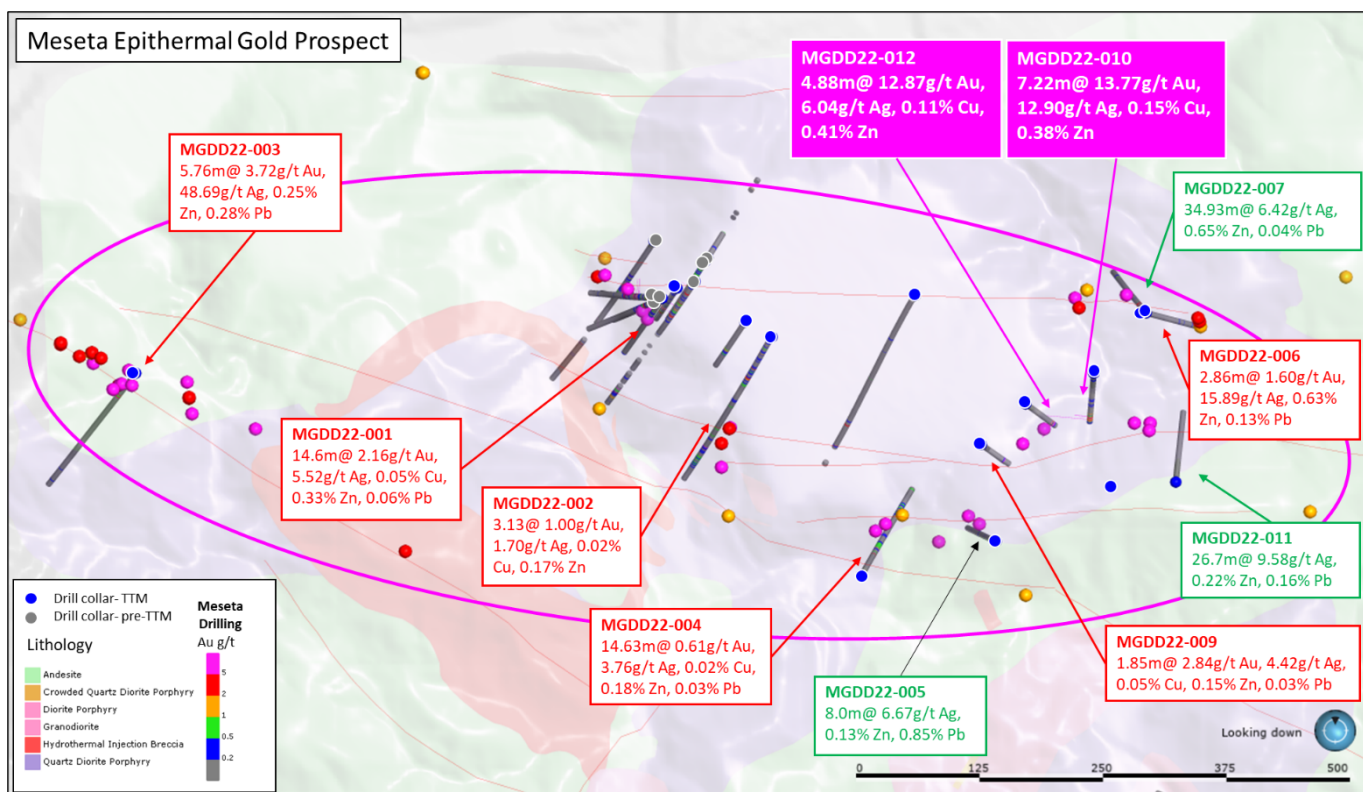 Meseta Epithermal Gold Prospect
MGDD22-012
4.88m@ 12.87g/t Au,
6.04g/t Ag, 0.11% Cu,
0.41% Zn
MGDD22-010
7.22m@ 13.77g/t Au,
12.90g/t Ag, 0.15% Cu,
0.38% Zn
MGDD22-003
5.76m@ 3.72g/t Au,
48.69g/t Ag, 0.25%
Zn, 0.28% Pb
MGDD22-007
34.93m@ 6.42g/t Ag,
0.65% Zn, 0.04% Pb
MGDD22-006
2.86m@ 1.60g/t Au,
15.89g/t Ag, 0.63%
Zn, 0.13% Pb
MGDD22-001
14.6m@ 2.16g/t Au,
5.52g/t Ag, 0.05% Cu,
0.33% Zn, 0.06% Pb
MGDD22-002
3.13@ 1.00g/t Au,
1.70g/t Ag, 0.02%
Cu, 0.17% Zn
MGDD22-011
26.7m@ 9.58g/t Ag,
0.22% Zn, 0.16% Pb
MGDD22-004
14.63m@ 0.61g/t Au,
3.76g/t Ag, 0.02% Cu,
0.18% Zn, 0.03% Pb
MGDD22-005
8.0m@ 6.67g/t Ag,
0.13% Zn, 0.85% Pb
MGDD22-009
1.85m@ 2.84g/t Au, 4.42g/t Ag,
0.05% Cu, 0.15% Zn, 0.03% Pb
Drill collar- TTM
Drill collar- pre-TTM
Lithology
Andesite
Crowded Quartz Diorite Porphyry
Diorite Porphyry
Granodiorite
Hydrothermal Injection Breccia
Quartz Diorite Porphyry
Meseta
Drilling
Au g/t
5
2
1
0.5
0.2
Looking down
0 125 250 375 500